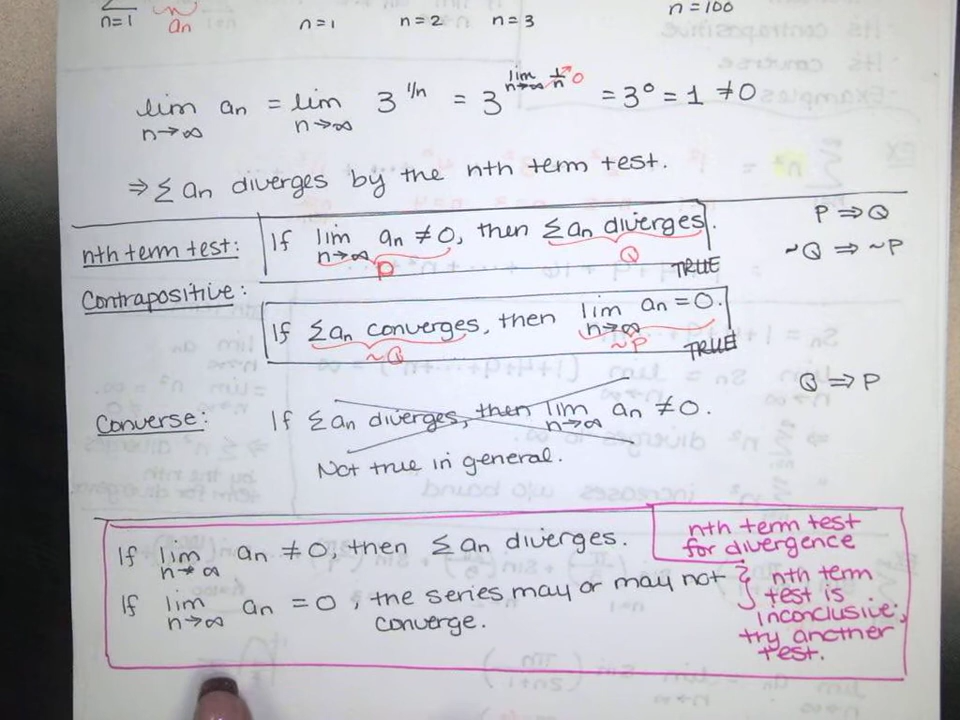 n=1 an n=1 n=2 n=3 n=100
lim n→∞ an = lim n→∞ 3^(1/n) = 3^(lim n→∞ 1/n → 0) = 3^0 = 1 ≠ 0
⇒ Σ an diverges by the nth term test.
P ⇒ Q
nth term test: If lim n→∞ an ≠ 0, then Σ an diverges.
P Q TRUE
~Q ⇒ ~P
Contrapositive:
If Σ an converges, then lim n→∞ an = 0.
~Q ~P TRUE
Q ⇒ P
Converse: If Σ an diverges, then lim n→∞ an ≠ 0.
Not true in general.
nth term test
for divergence
If lim n→∞ an ≠ 0, then Σ an diverges.
If lim n→∞ an = 0, the series may or may not
converge.
} nth term
test is
inconclusive;
try another
test.